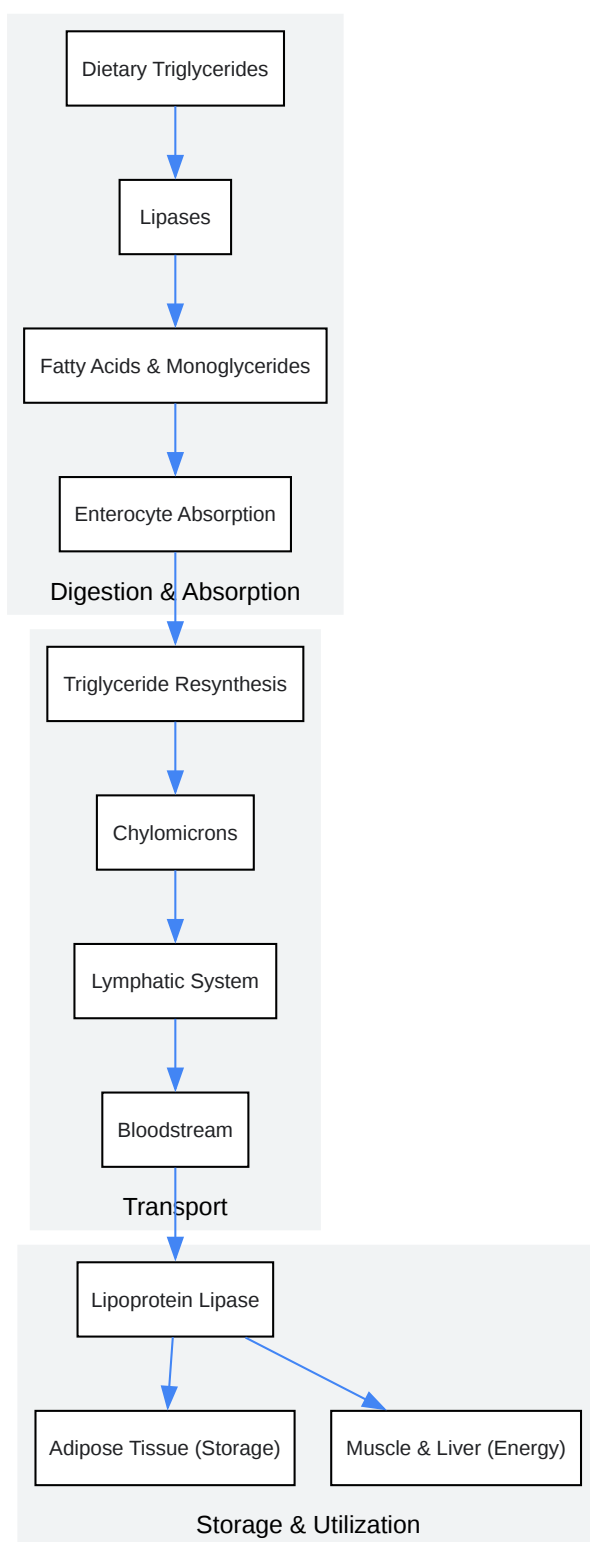 Dietary Triglycerides
Lipases
Fatty Acids & Monoglycerides
Enterocyte Absorption
Digestion & Absorption
Triglyceride Resynthesis
Chylomicrons
Lymphatic System
Bloodstream
Transport
Lipoprotein Lipase
Adipose Tissue (Storage)
Muscle & Liver (Energy)
Storage & Utilization